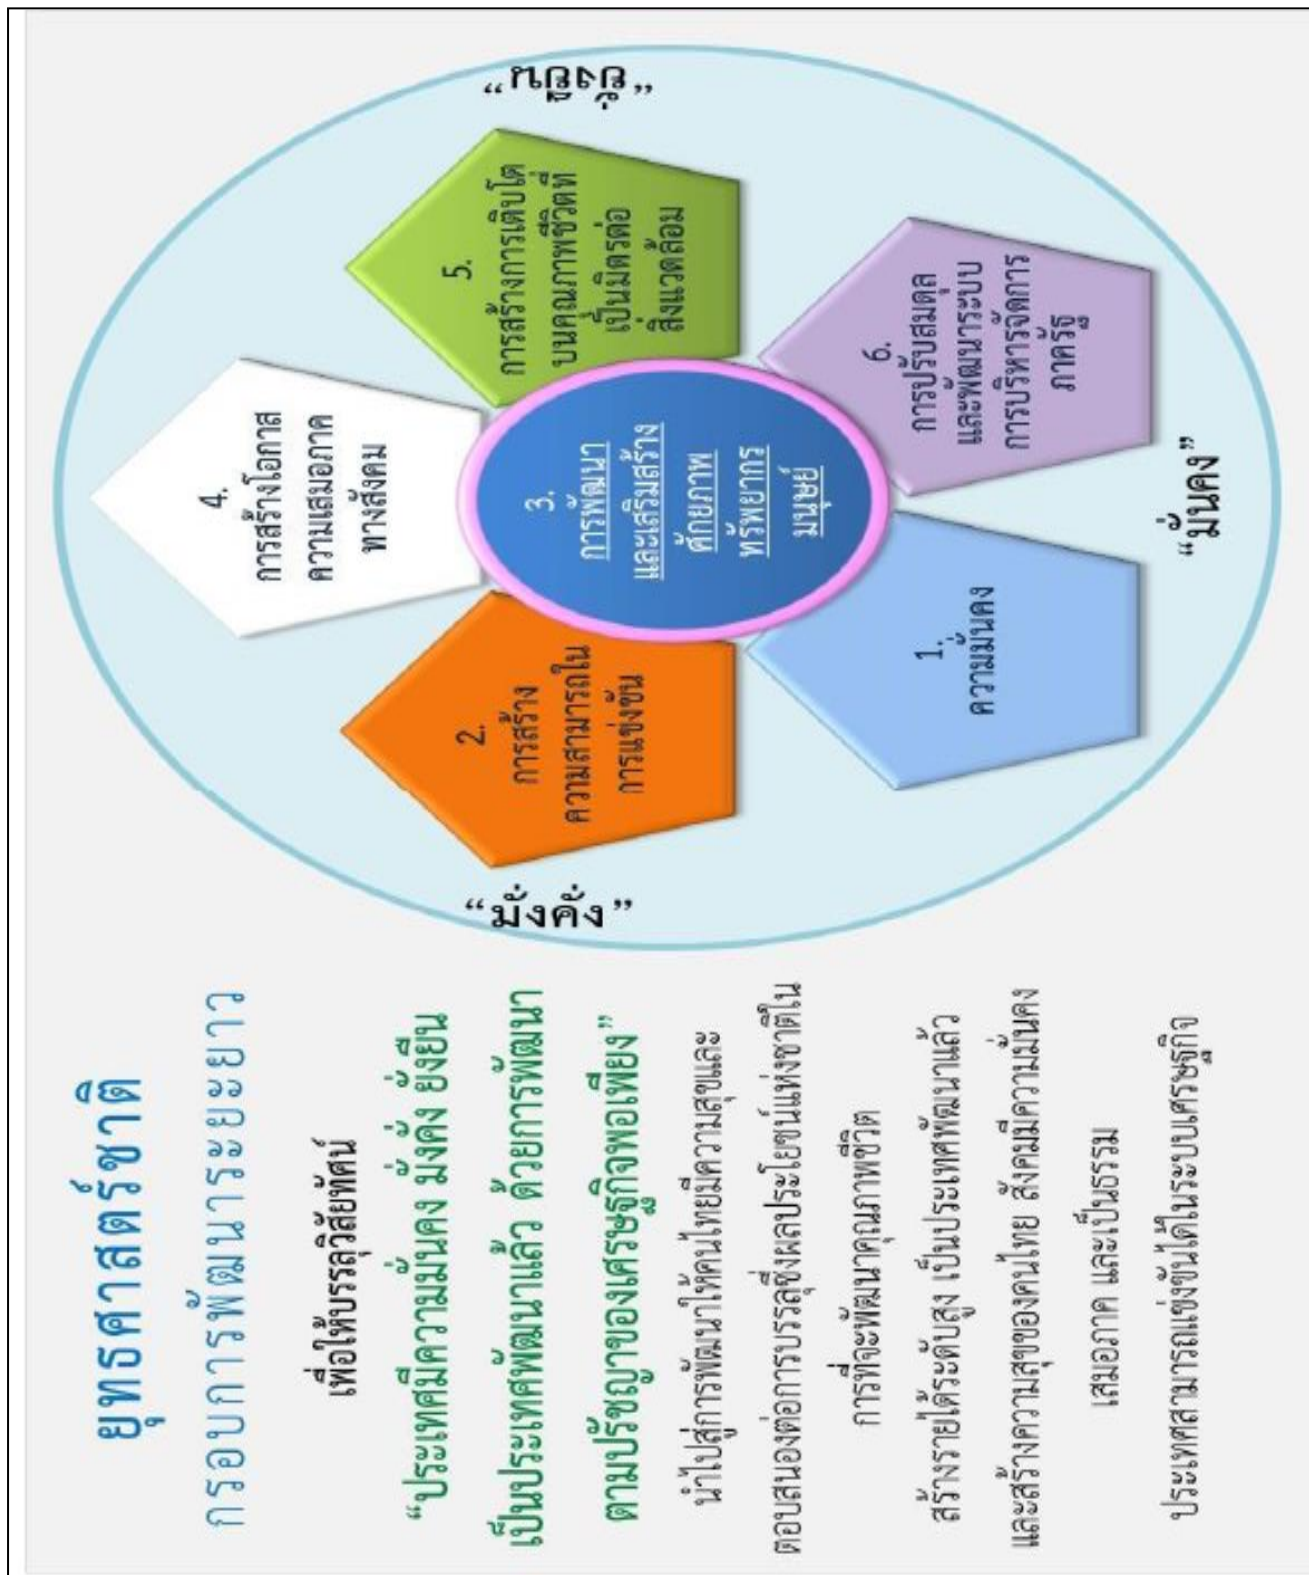 ยุทธศาสตร์ชาติ
กรอบการพัฒนาระยะยาว
เพื่อให้บรรลุวิสัยทัศน์
“ประเทศมีความมั่นคง มั่งคั่ง ยั่งยืน
เป็นประเทศพัฒนาแล้ว ด้วยการพัฒนา
ตามปรัชญาของเศรษฐกิจพอเพียง”
นำไปสู่การพัฒนาให้คนไทยมีความสุขและ
ตอบสนองต่อการบรรลุซึ่งผลประโยชน์แห่งชาติใน
การที่จะพัฒนาคุณภาพชีวิต
สร้างรายได้ระดับสูง เป็นประเทศพัฒนาแล้ว
และสร้างความสุขของคนไทย สังคมมีความมั่นคง
เสมอภาค และเป็นธรรม
ประเทศสามารถแข่งขันได้ในระบบเศรษฐกิจ
“มั่งคั่ง”
“ยั่งยืน”
“มั่นคง”
4.
การสร้างโอกาส
ความเสมอภาค
ทางสังคม
2.
การสร้าง
ความสามารถใน
การแข่งขัน
5.
การสร้างการเติบโต
บนคุณภาพชีวิตที่
เป็นมิตรต่อ
สิ่งแวดล้อม
3.
การพัฒนา
และเสริมสร้าง
ศักยภาพ
ทรัพยากร
มนุษย์
1.
ความมั่นคง
6.
การปรับสมดุล
และพัฒนาระบบ
การบริหารจัดการ
ภาครัฐ